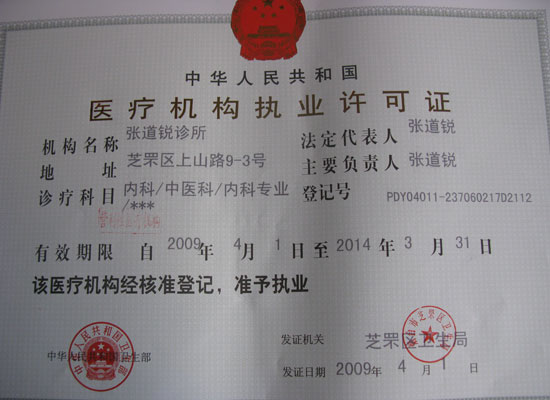 中华人民共和国
医疗机构执业许可证
机构名称 张道锐诊所 法定代表人 张道锐
地址 芝罘区上山路9-3号 主要负责人 张道锐
诊疗科目 内科/中医科/内科专业 登记号 PDY04011-237060217D2112
/***
有效期限 自 2009 年 4 月 1 日至 2014 年 3 月 31 日
该医疗机构经核准登记，准予执业
中华人民共和国卫生部 发证机关 芝罘区卫生局
发证日期 2009 年 4 月 1 日